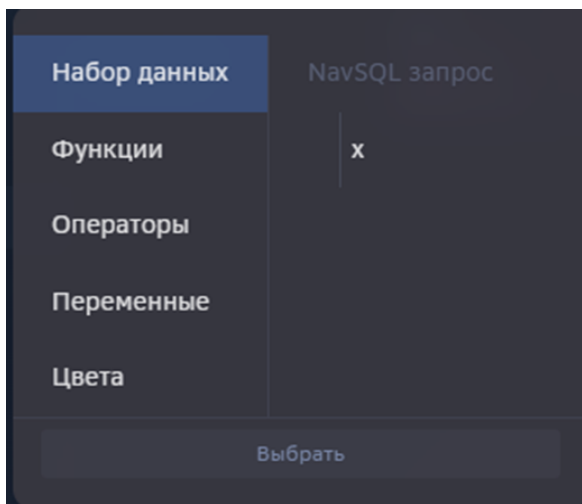 Набор данных
NavSQL запрос
Функции
x
Операторы
Переменные
Цвета
Выбрать